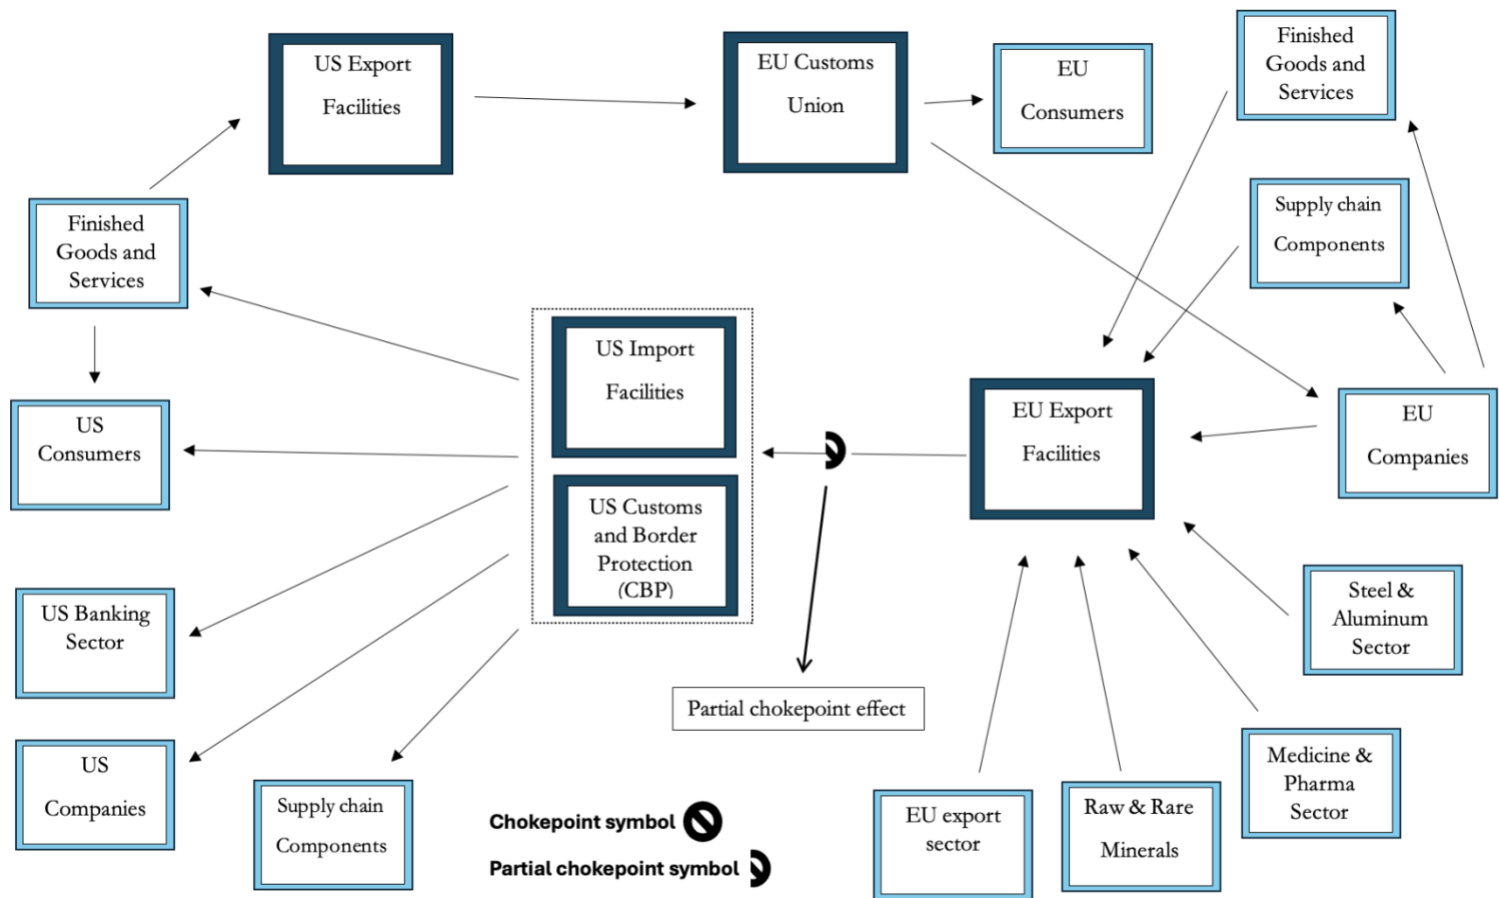 US Export
Facilities
EU Customs
Union
EU
Consumers
Finished
Goods and
Services
Finished
Goods and
Services
Supply chain
Components
US Import
Facilities
US
Consumers
EU Export
Facilities
EU
Companies
US Customs
and Border
Protection
(CBP)
US Banking
Sector
Steel &
Aluminum
Sector
Partial chokepoint effect
US
Companies
Supply chain
Components
Medicine &
Pharma
Sector
EU export
sector
Raw & Rare
Minerals
Chokepoint symbol
Partial chokepoint symbol